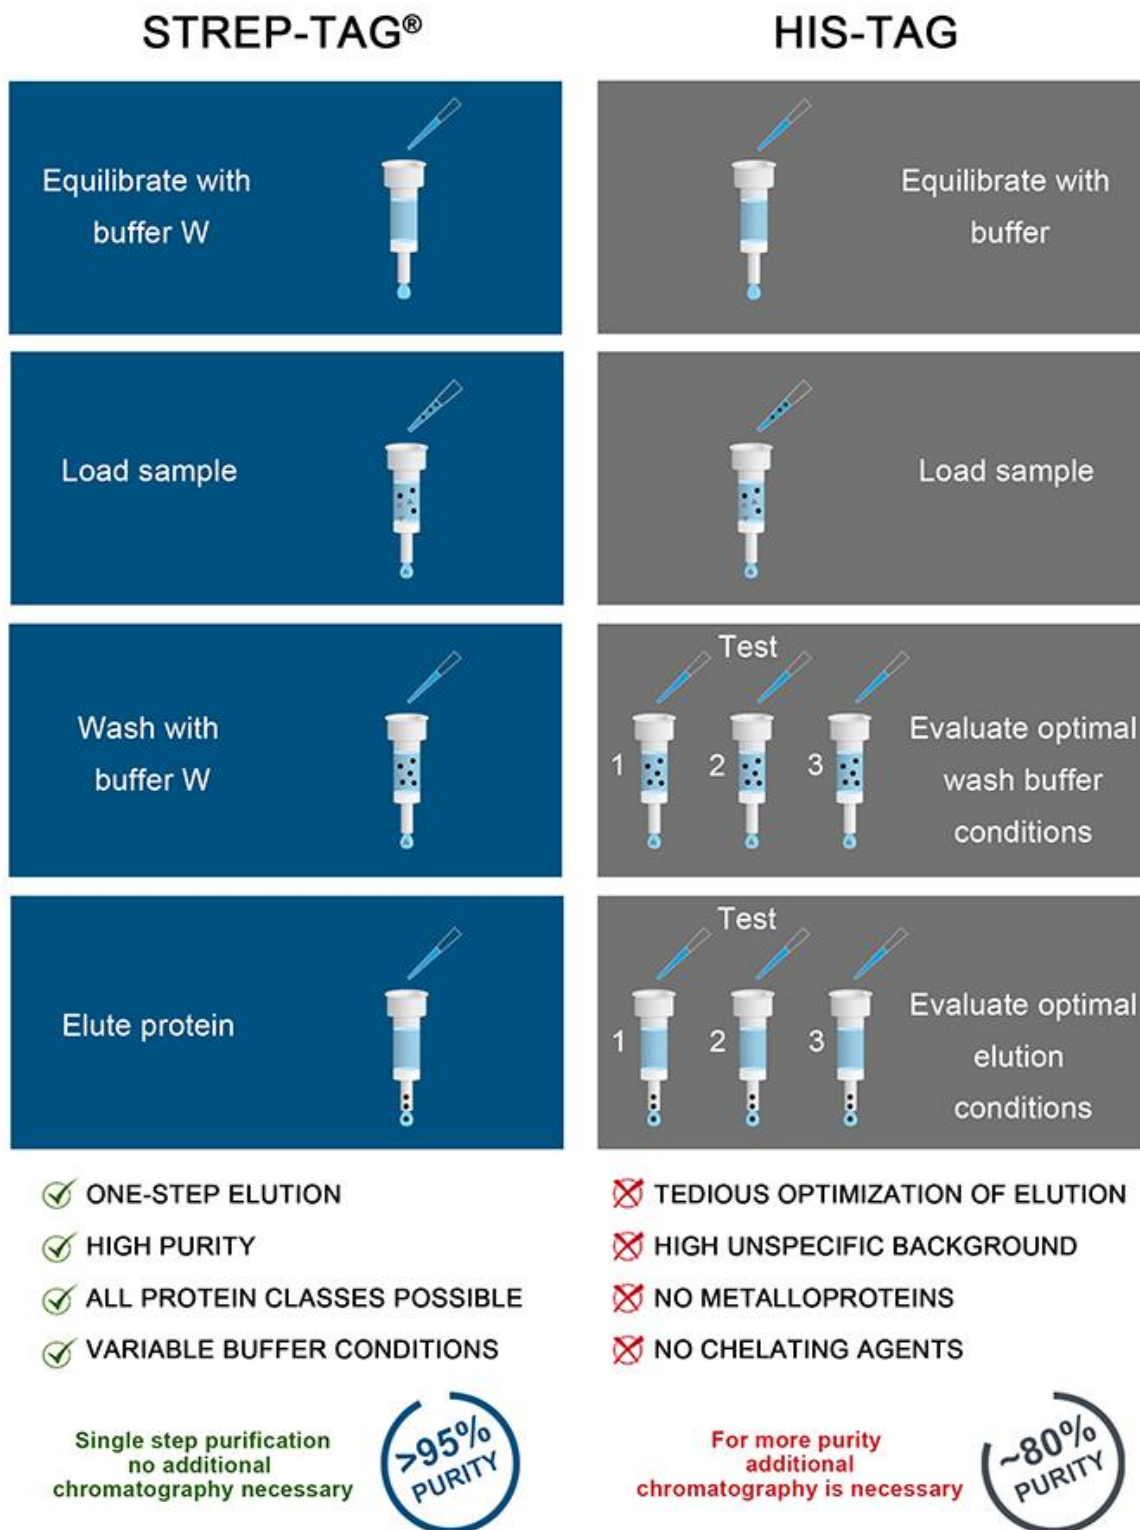 STREP-TAG®
HIS-TAG
Equilibrate with
buffer W
Equilibrate with
buffer
Load sample
Load sample
Wash with
buffer W
Test
1
2
3
Evaluate optimal
wash buffer
conditions
Elute protein
Test
1
2
3
Evaluate optimal
elution
conditions
ONE-STEP ELUTION
HIGH PURITY
ALL PROTEIN CLASSES POSSIBLE
VARIABLE BUFFER CONDITIONS
TEDIOUS OPTIMIZATION OF ELUTION
HIGH UNSPECIFIC BACKGROUND
NO METALLOPROTEINS
NO CHELATING AGENTS
Single step purification
no additional
chromatography necessary
>95%
PURITY
For more purity
additional
chromatography is necessary
~80%
PURITY